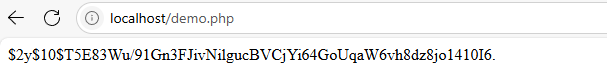 localhost/demo.php
$2y$10$T5E83Wu/91Gn3FJivNilgucBVCjYi64GoUqaW6vh8dz8jo1410I6.